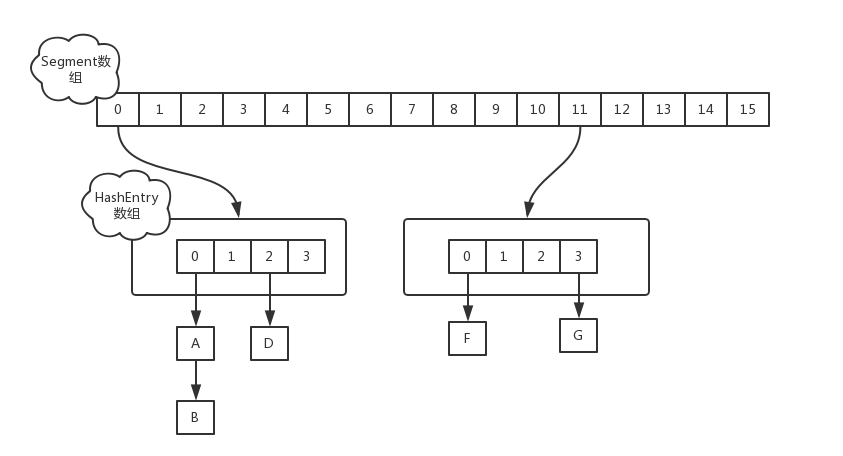 Segment数
组
0 1 2 3 4 5 6 7 8 9 10 11 12 13 14 15
HashEntry
数组
0 1 2 3
0 1 2 3
A
D
F
G
B